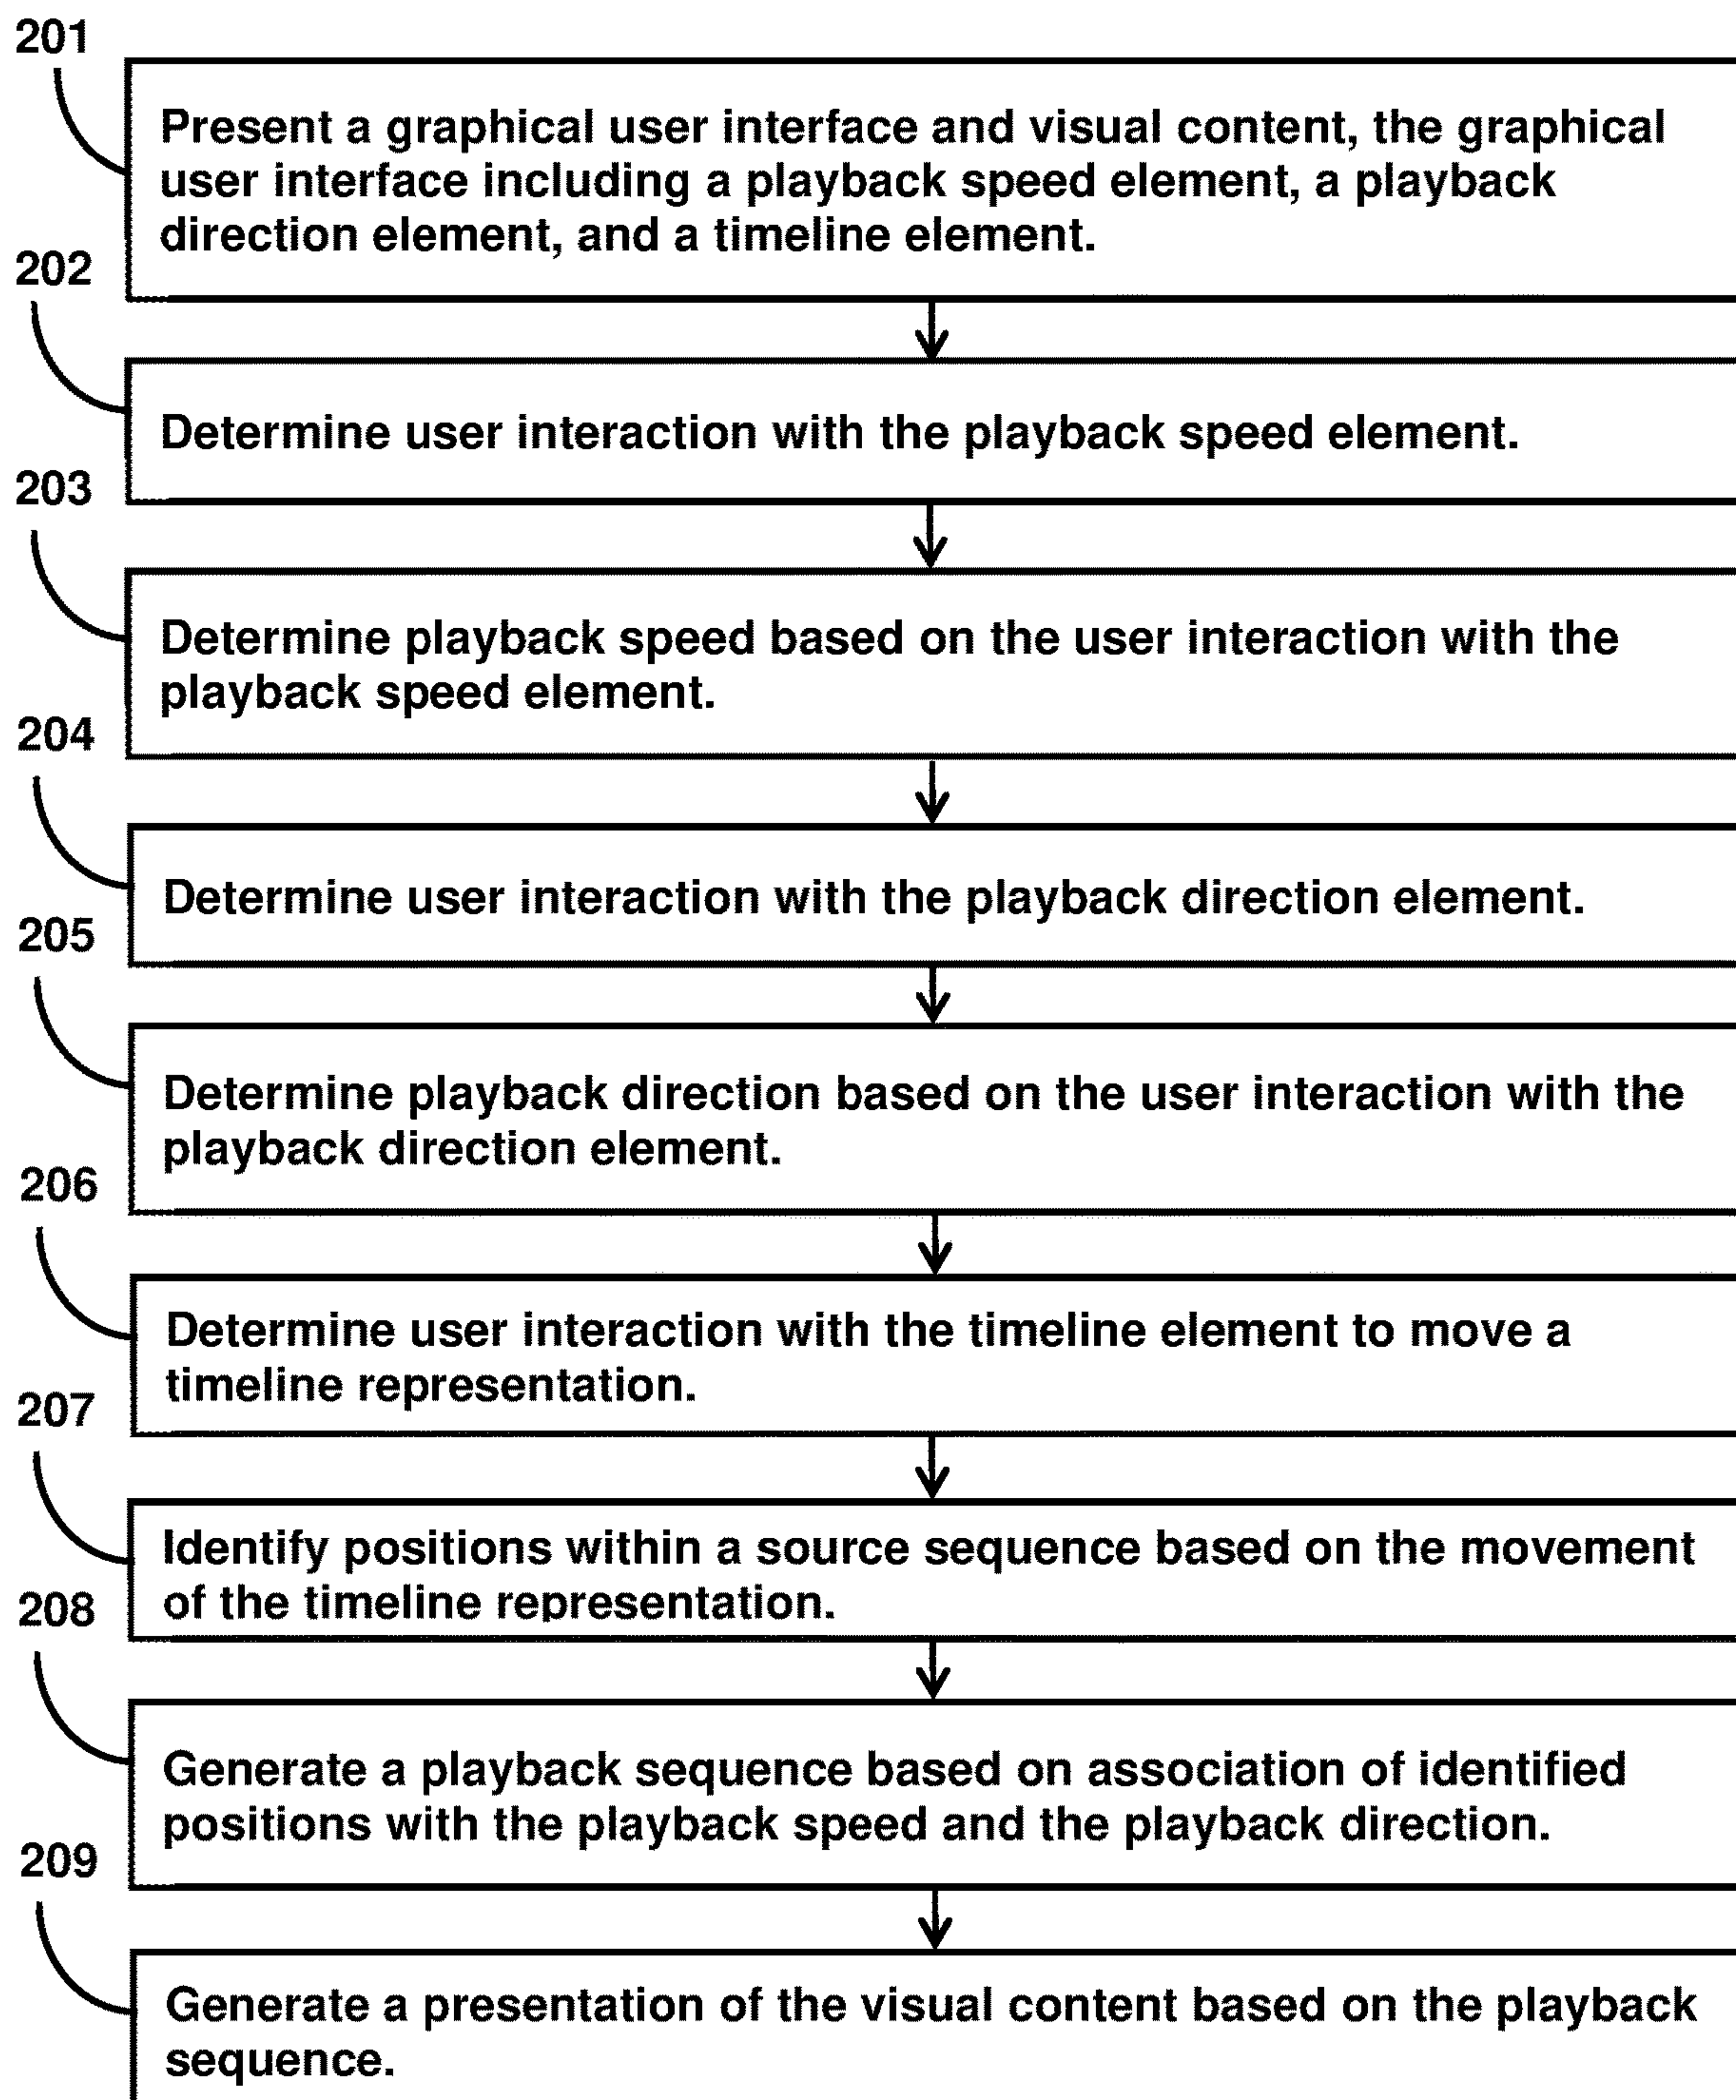 201
Present a graphical user interface and visual content, the graphical
user interface including a playback speed element, a playback
direction element, and a timeline element.
202
Determine user interaction with the playback speed element.
203
Determine playback speed based on the user interaction with the
playback speed element.
204
Determine user interaction with the playback direction element.
205
Determine playback direction based on the user interaction with the
playback direction element.
206
Determine user interaction with the timeline element to move a
timeline representation.
207
Identify positions within a source sequence based on the movement
of the timeline representation.
208
Generate a playback sequence based on association of identified
positions with the playback speed and the playback direction.
209
Generate a presentation of the visual content based on the playback
sequence.